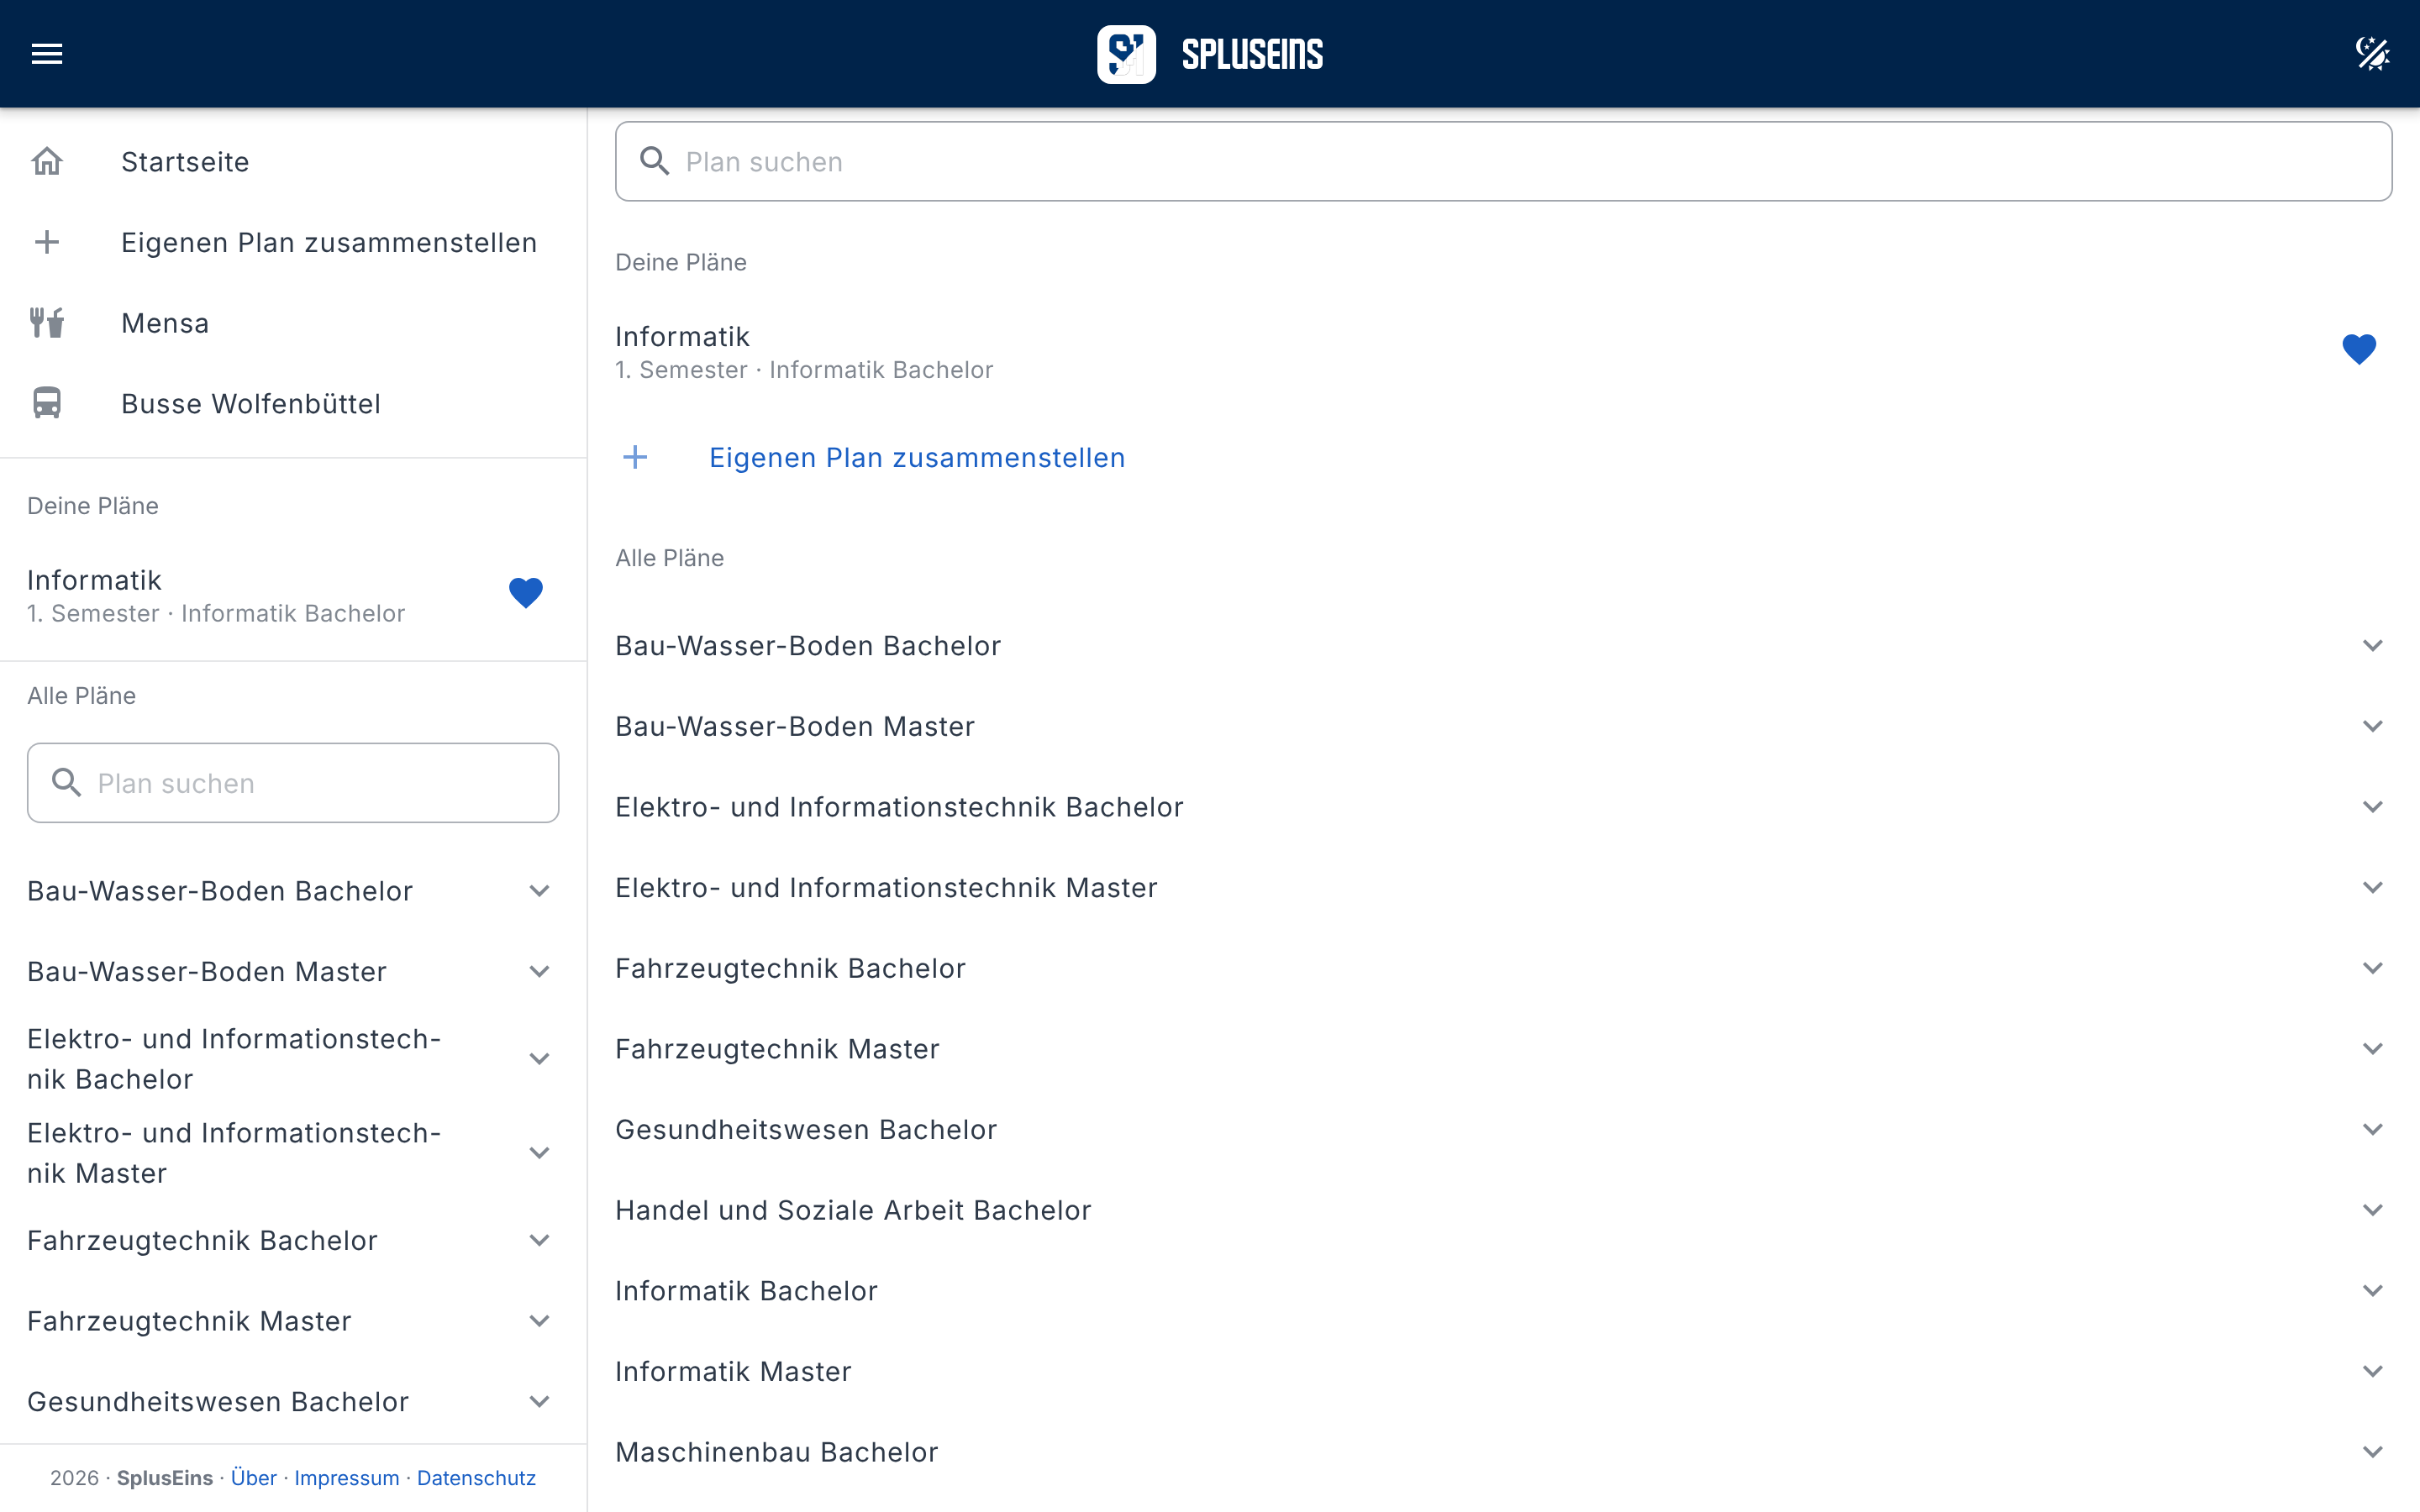 SPLUSEINS
Startseite
Eigenen Plan zusammenstellen
Mensa
Busse Wolfenbüttel
Deine Pläne
Informatik
1. Semester · Informatik Bachelor
Alle Pläne
Plan suchen
Bau-Wasser-Boden Bachelor
Bau-Wasser-Boden Master
Elektro- und Informationstech-
nik Bachelor
Elektro- und Informationstech-
nik Master
Fahrzeugtechnik Bachelor
Fahrzeugtechnik Master
Gesundheitswesen Bachelor
2026 · SplusEins · Über · Impressum · Datenschutz
Plan suchen
Deine Pläne
Informatik
1. Semester · Informatik Bachelor
Eigenen Plan zusammenstellen
Alle Pläne
Bau-Wasser-Boden Bachelor
Bau-Wasser-Boden Master
Elektro- und Informationstechnik Bachelor
Elektro- und Informationstechnik Master
Fahrzeugtechnik Bachelor
Fahrzeugtechnik Master
Gesundheitswesen Bachelor
Handel und Soziale Arbeit Bachelor
Informatik Bachelor
Informatik Master
Maschinenbau Bachelor